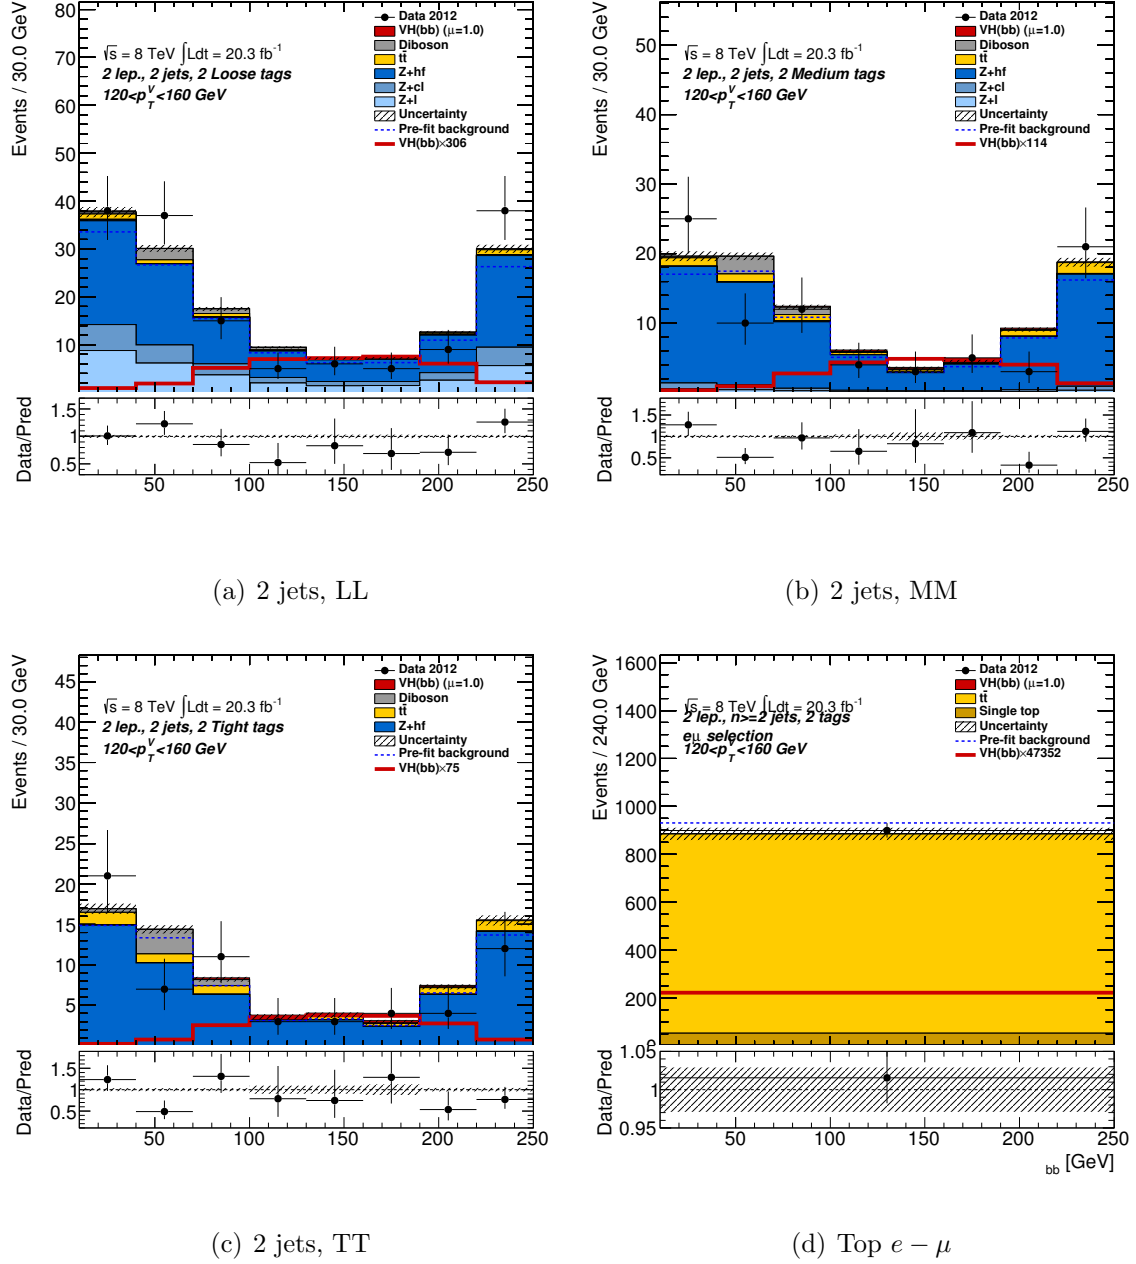 Events / 30.0 GeV
80
70
60
50
40
30
20
10
√s = 8 TeV ∫Ldt = 20.3 fb⁻¹
2 lep., 2 jets, 2 Loose tags
120<p_T^V<160 GeV
Data 2012
VH(bb) (μ=1.0)
Diboson
tt̄
Z+hf
Z+cl
Z+l
Uncertainty
Pre-fit background
VH(bb)×306
Data/Pred
1.5
1
0.5
50 100 150 200 250
(a) 2 jets, LL
Events / 30.0 GeV
50
40
30
20
10
√s = 8 TeV ∫Ldt = 20.3 fb⁻¹
2 lep., 2 jets, 2 Medium tags
120<p_T^V<160 GeV
Data 2012
VH(bb) (μ=1.0)
Diboson
tt̄
Z+hf
Z+cl
Z+l
Uncertainty
Pre-fit background
VH(bb)×114
Data/Pred
1.5
1
0.5
50 100 150 200 250
(b) 2 jets, MM
Events / 30.0 GeV
45
40
35
30
25
20
15
10
5
√s = 8 TeV ∫Ldt = 20.3 fb⁻¹
2 lep., 2 jets, 2 Tight tags
120<p_T^V<160 GeV
Data 2012
VH(bb) (μ=1.0)
Diboson
tt̄
Z+hf
Uncertainty
Pre-fit background
VH(bb)×75
Data/Pred
1.5
1
0.5
50 100 150 200 250
(c) 2 jets, TT
Events / 240.0 GeV
1600
1400
1200
1000
800
600
400
200
√s = 8 TeV ∫Ldt = 20.3 fb⁻¹
2 lep., n>=2 jets, 2 tags
eμ selection
120<p_T^V<160 GeV
Data 2012
VH(bb) (μ=1.0)
tt̄
Single top
Uncertainty
Pre-fit background
VH(bb)×47352
Data/Pred
1.05
1
0.95
50 100 150 200 250
bb [GeV]
(d) Top e − μ